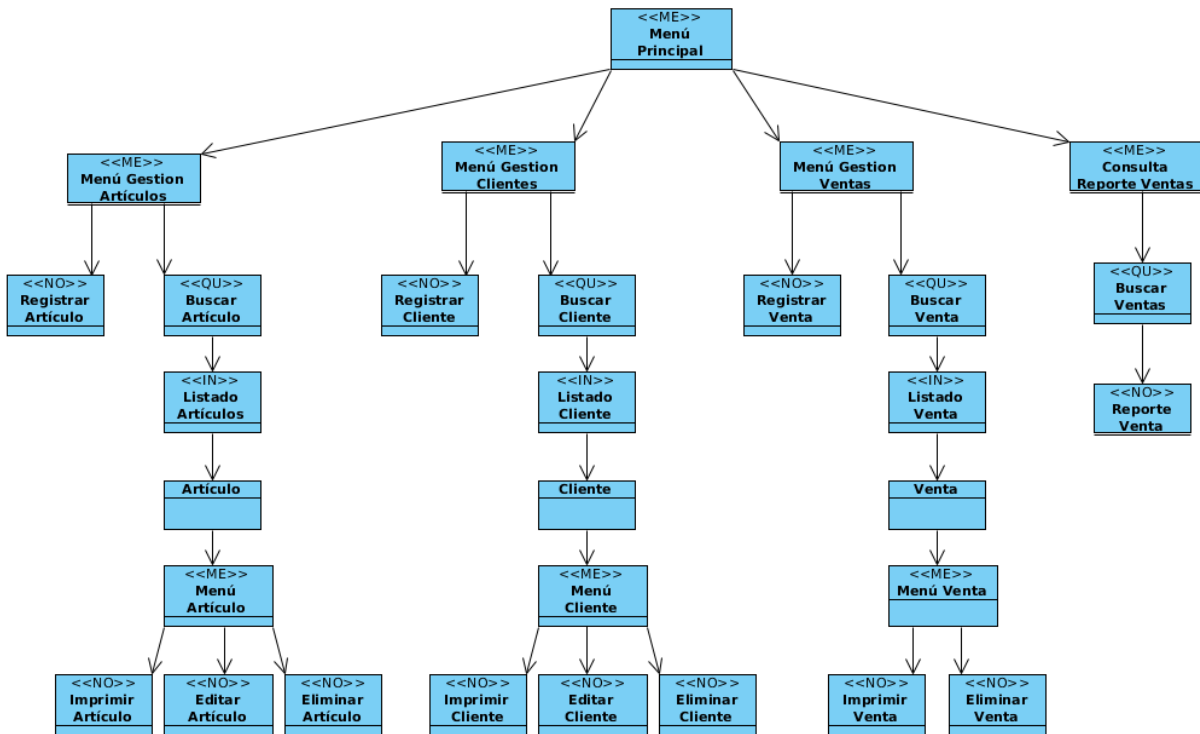 <<ME>>
Menú
Principal
<<ME>>
Menú Gestion
Artículos
<<ME>>
Menú Gestion
Clientes
<<ME>>
Menú Gestion
Ventas
<<ME>>
Consulta
Reporte Ventas
<<NO>>
Registrar
Artículo
<<QU>>
Buscar
Artículo
<<NO>>
Registrar
Cliente
<<QU>>
Buscar
Cliente
<<NO>>
Registrar
Venta
<<QU>>
Buscar
Venta
<<QU>>
Buscar
Ventas
<<IN>>
Listado
Artículos
<<IN>>
Listado
Cliente
<<IN>>
Listado
Venta
<<NO>>
Reporte
Venta
Artículo
Cliente
Venta
<<ME>>
Menú
Artículo
<<ME>>
Menú
Cliente
<<ME>>
Menú Venta
<<NO>>
Imprimir
Artículo
<<NO>>
Editar
Artículo
<<NO>>
Eliminar
Artículo
<<NO>>
Imprimir
Cliente
<<NO>>
Editar
Cliente
<<NO>>
Eliminar
Cliente
<<NO>>
Imprimir
Venta
<<NO>>
Eliminar
Venta